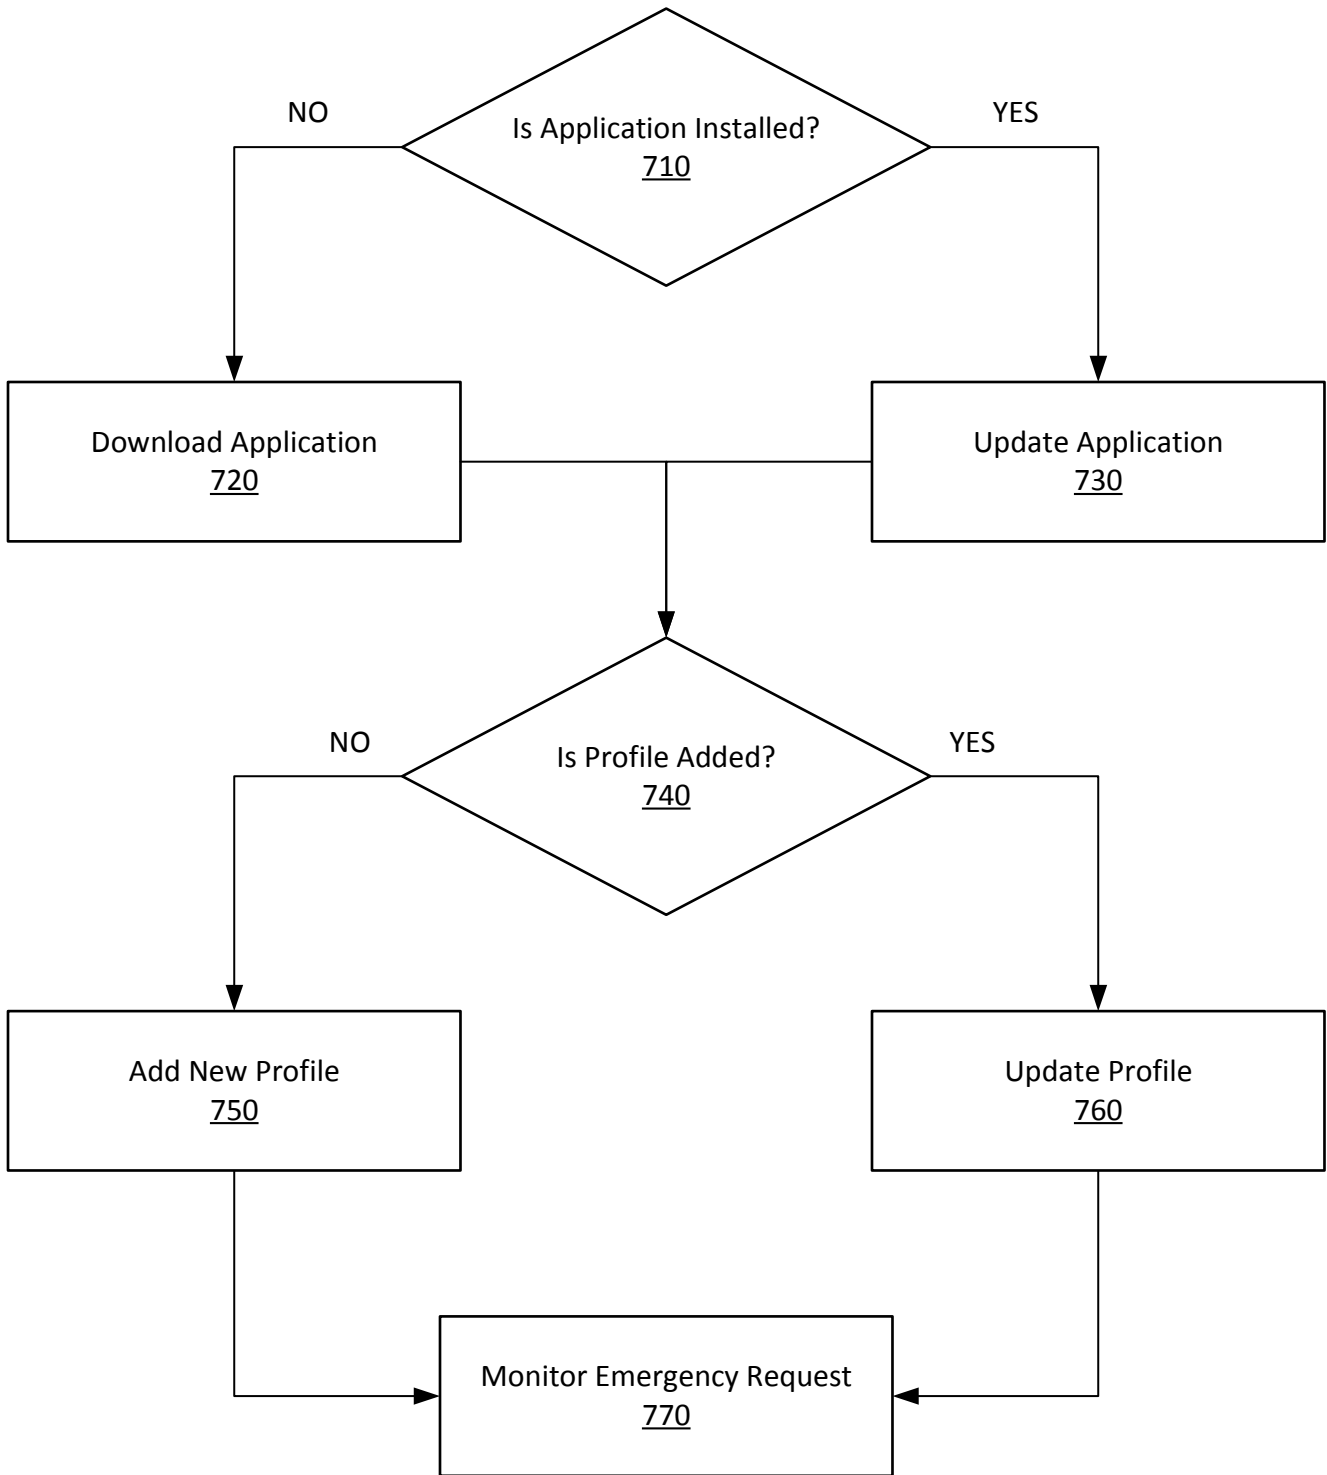 NO
YES
Is Application Installed?
710
Download Application
720
Update Application
730
NO
YES
Is Profile Added?
740
Add New Profile
750
Update Profile
760
Monitor Emergency Request
770